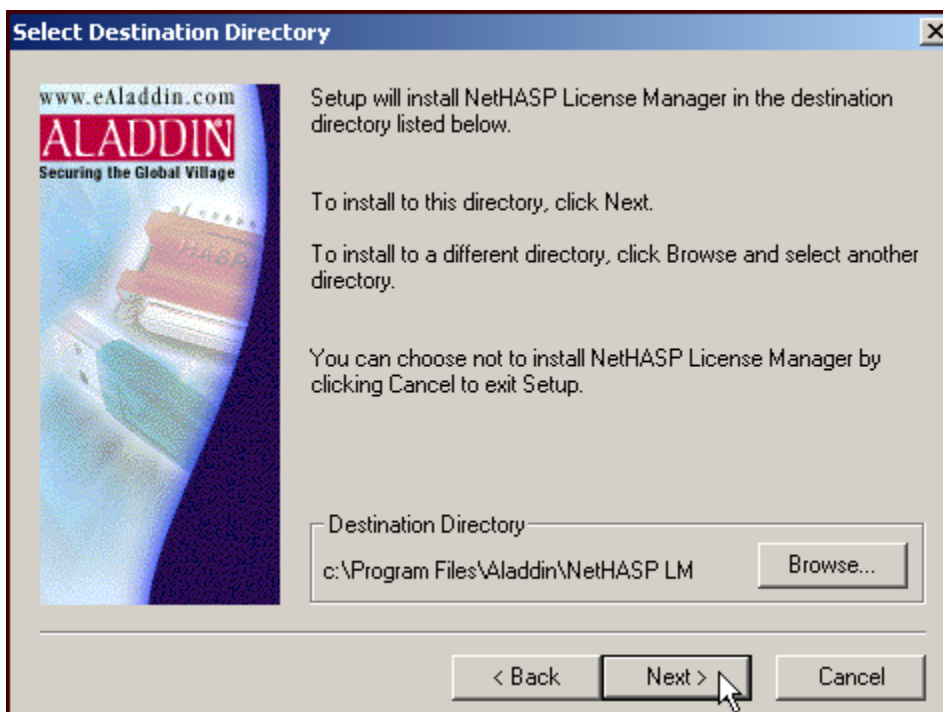 Select Destination Directory
www.eAladdin.com
ALADDIN
Securing the Global Village
HASP
Setup will install NetHASP License Manager in the destination
directory listed below.
To install to this directory, click Next.
To install to a different directory, click Browse and select another
directory.
You can choose not to install NetHASP License Manager by
clicking Cancel to exit Setup.
Destination Directory
c:\Program Files\Aladdin\NetHASP LM
Browse...
< Back
Next >
Cancel